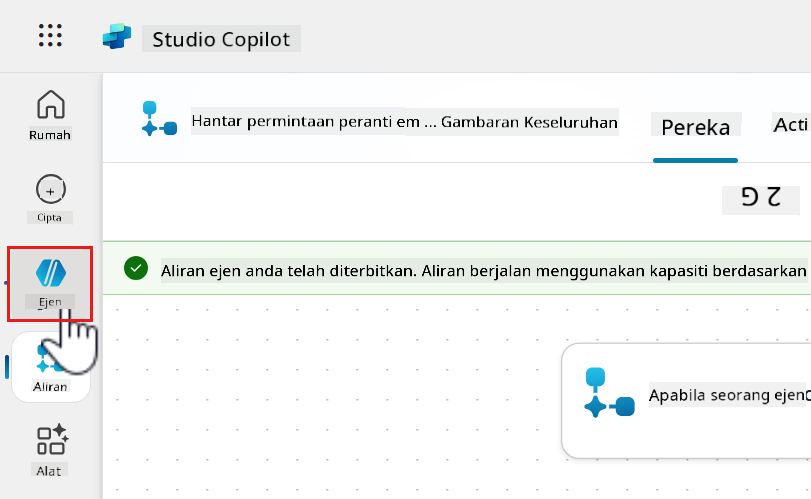 Studio Copilot
Rumah
Cipta
Ejen
Aliran
Alat
Hantar permintaan peranti em ... Gambaran Keseluruhan
Pereka
Acti
Aliran ejen anda telah diterbitkan. Aliran berjalan menggunakan kapasiti berdasarkan
Apabila seorang ejen